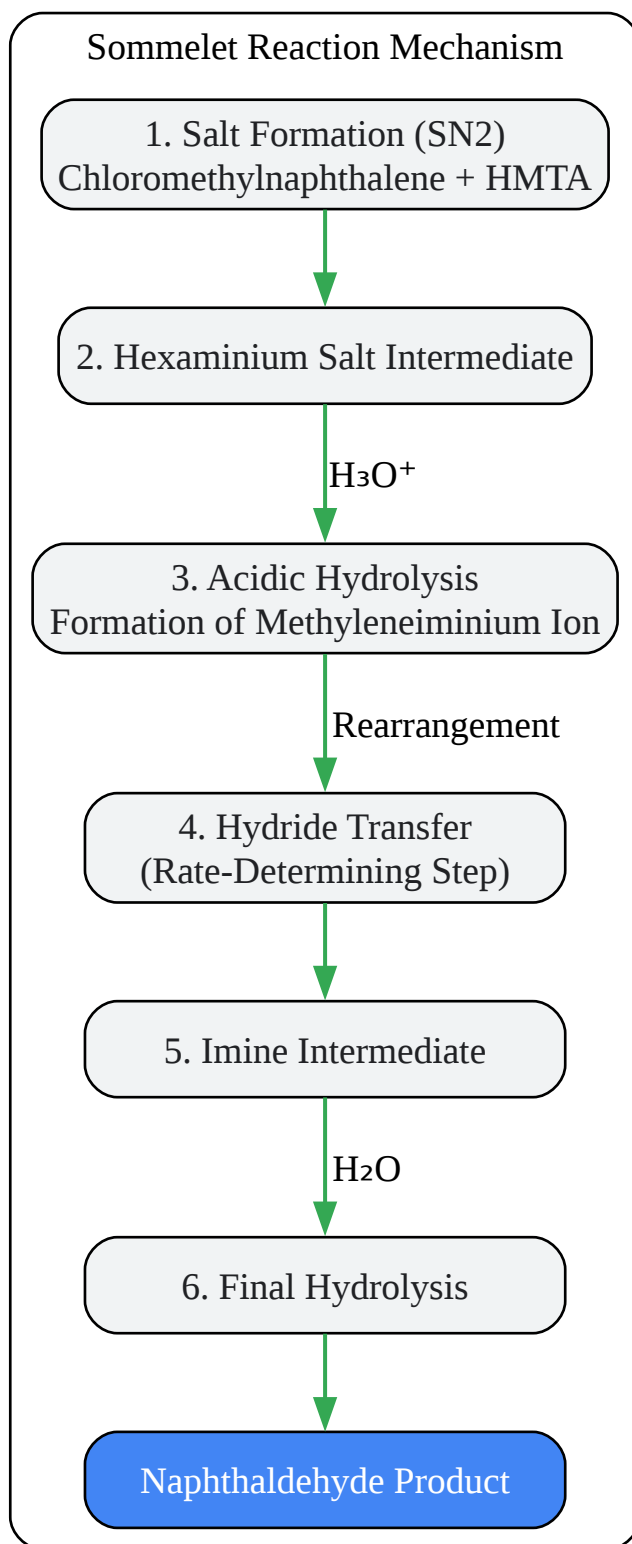 Sommelet Reaction Mechanism
1. Salt Formation (SN2)
Chloromethylnaphthalene + HMTA
2. Hexaminium Salt Intermediate
H₃O⁺
3. Acidic Hydrolysis
Formation of Methyleneiminium Ion
Rearrangement
4. Hydride Transfer
(Rate-Determining Step)
5. Imine Intermediate
H₂O
6. Final Hydrolysis
Naphthaldehyde Product